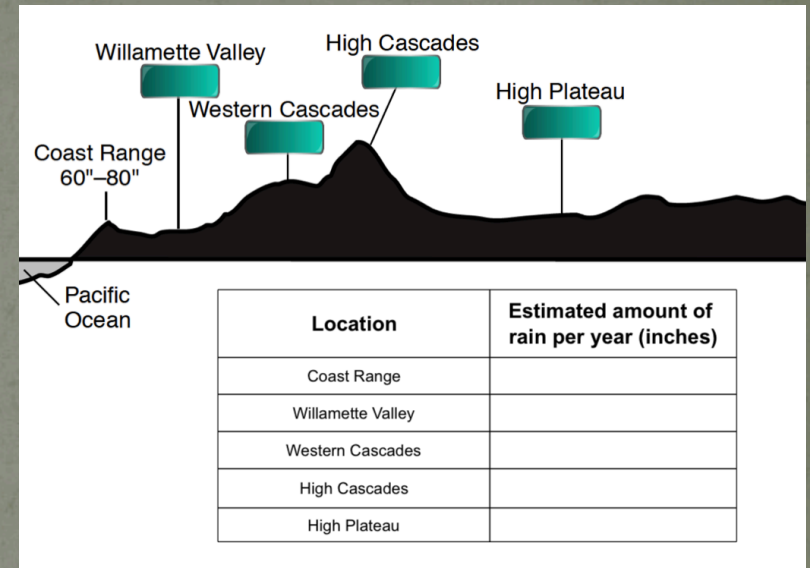 High Cascades
Willamette Valley
High Plateau
Western Cascades
Coast Range
60"–80"
Pacific
Ocean
Location
Estimated amount of
rain per year (inches)
Coast Range
Willamette Valley
Western Cascades
High Cascades
High Plateau